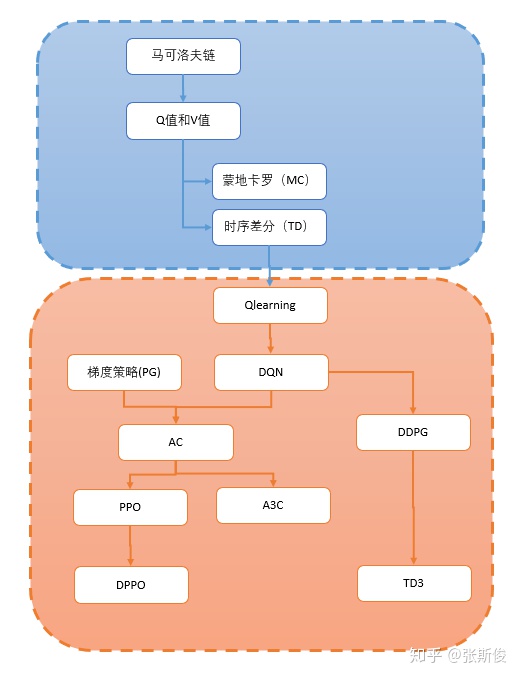 马可洛夫链
Q值和V值
蒙地卡罗（MC）
时序差分（TD）
Qlearning
梯度策略(PG)
DQN
AC
DDPG
PPO
A3C
DPPO
TD3
知乎 @张斯俊